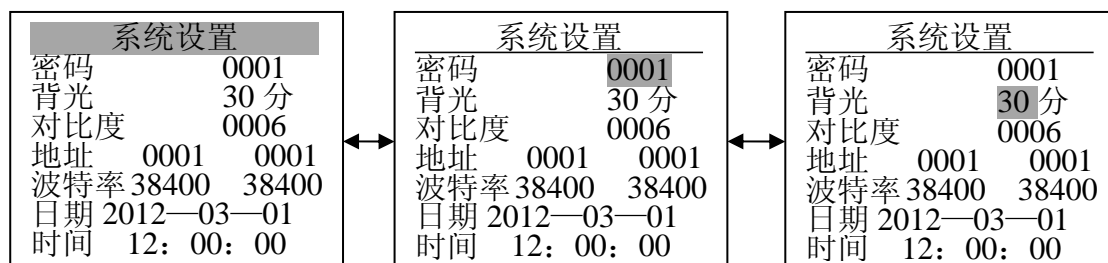 系统设置
密码 0001
背光 30 分
对比度 0006
地址 0001 0001
波特率 38400 38400
日期 2012—03—01
时间 12：00：00
系统设置
密码 0001
背光 30 分
对比度 0006
地址 0001 0001
波特率 38400 38400
日期 2012—03—01
时间 12：00：00
系统设置
密码 0001
背光 30 分
对比度 0006
地址 0001 0001
波特率 38400 38400
日期 2012—03—01
时间 12：00：00